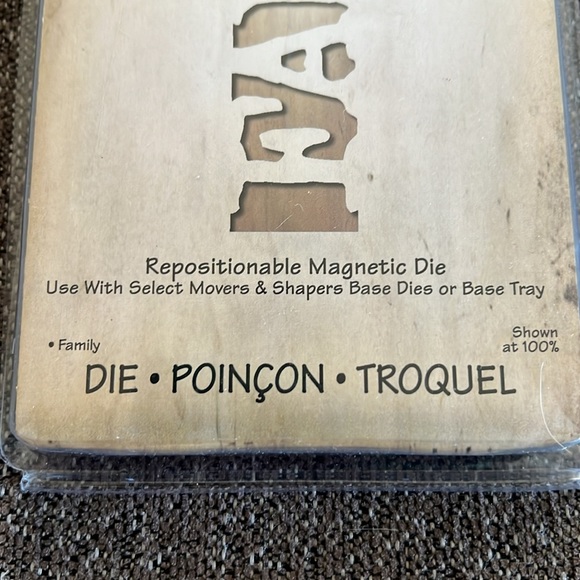 Repositionable Magnetic Die
Use With Select Movers & Shapers Base Dies or Base Tray
• Family
Shown
at 100%
DIE • POINÇON • TROQUEL